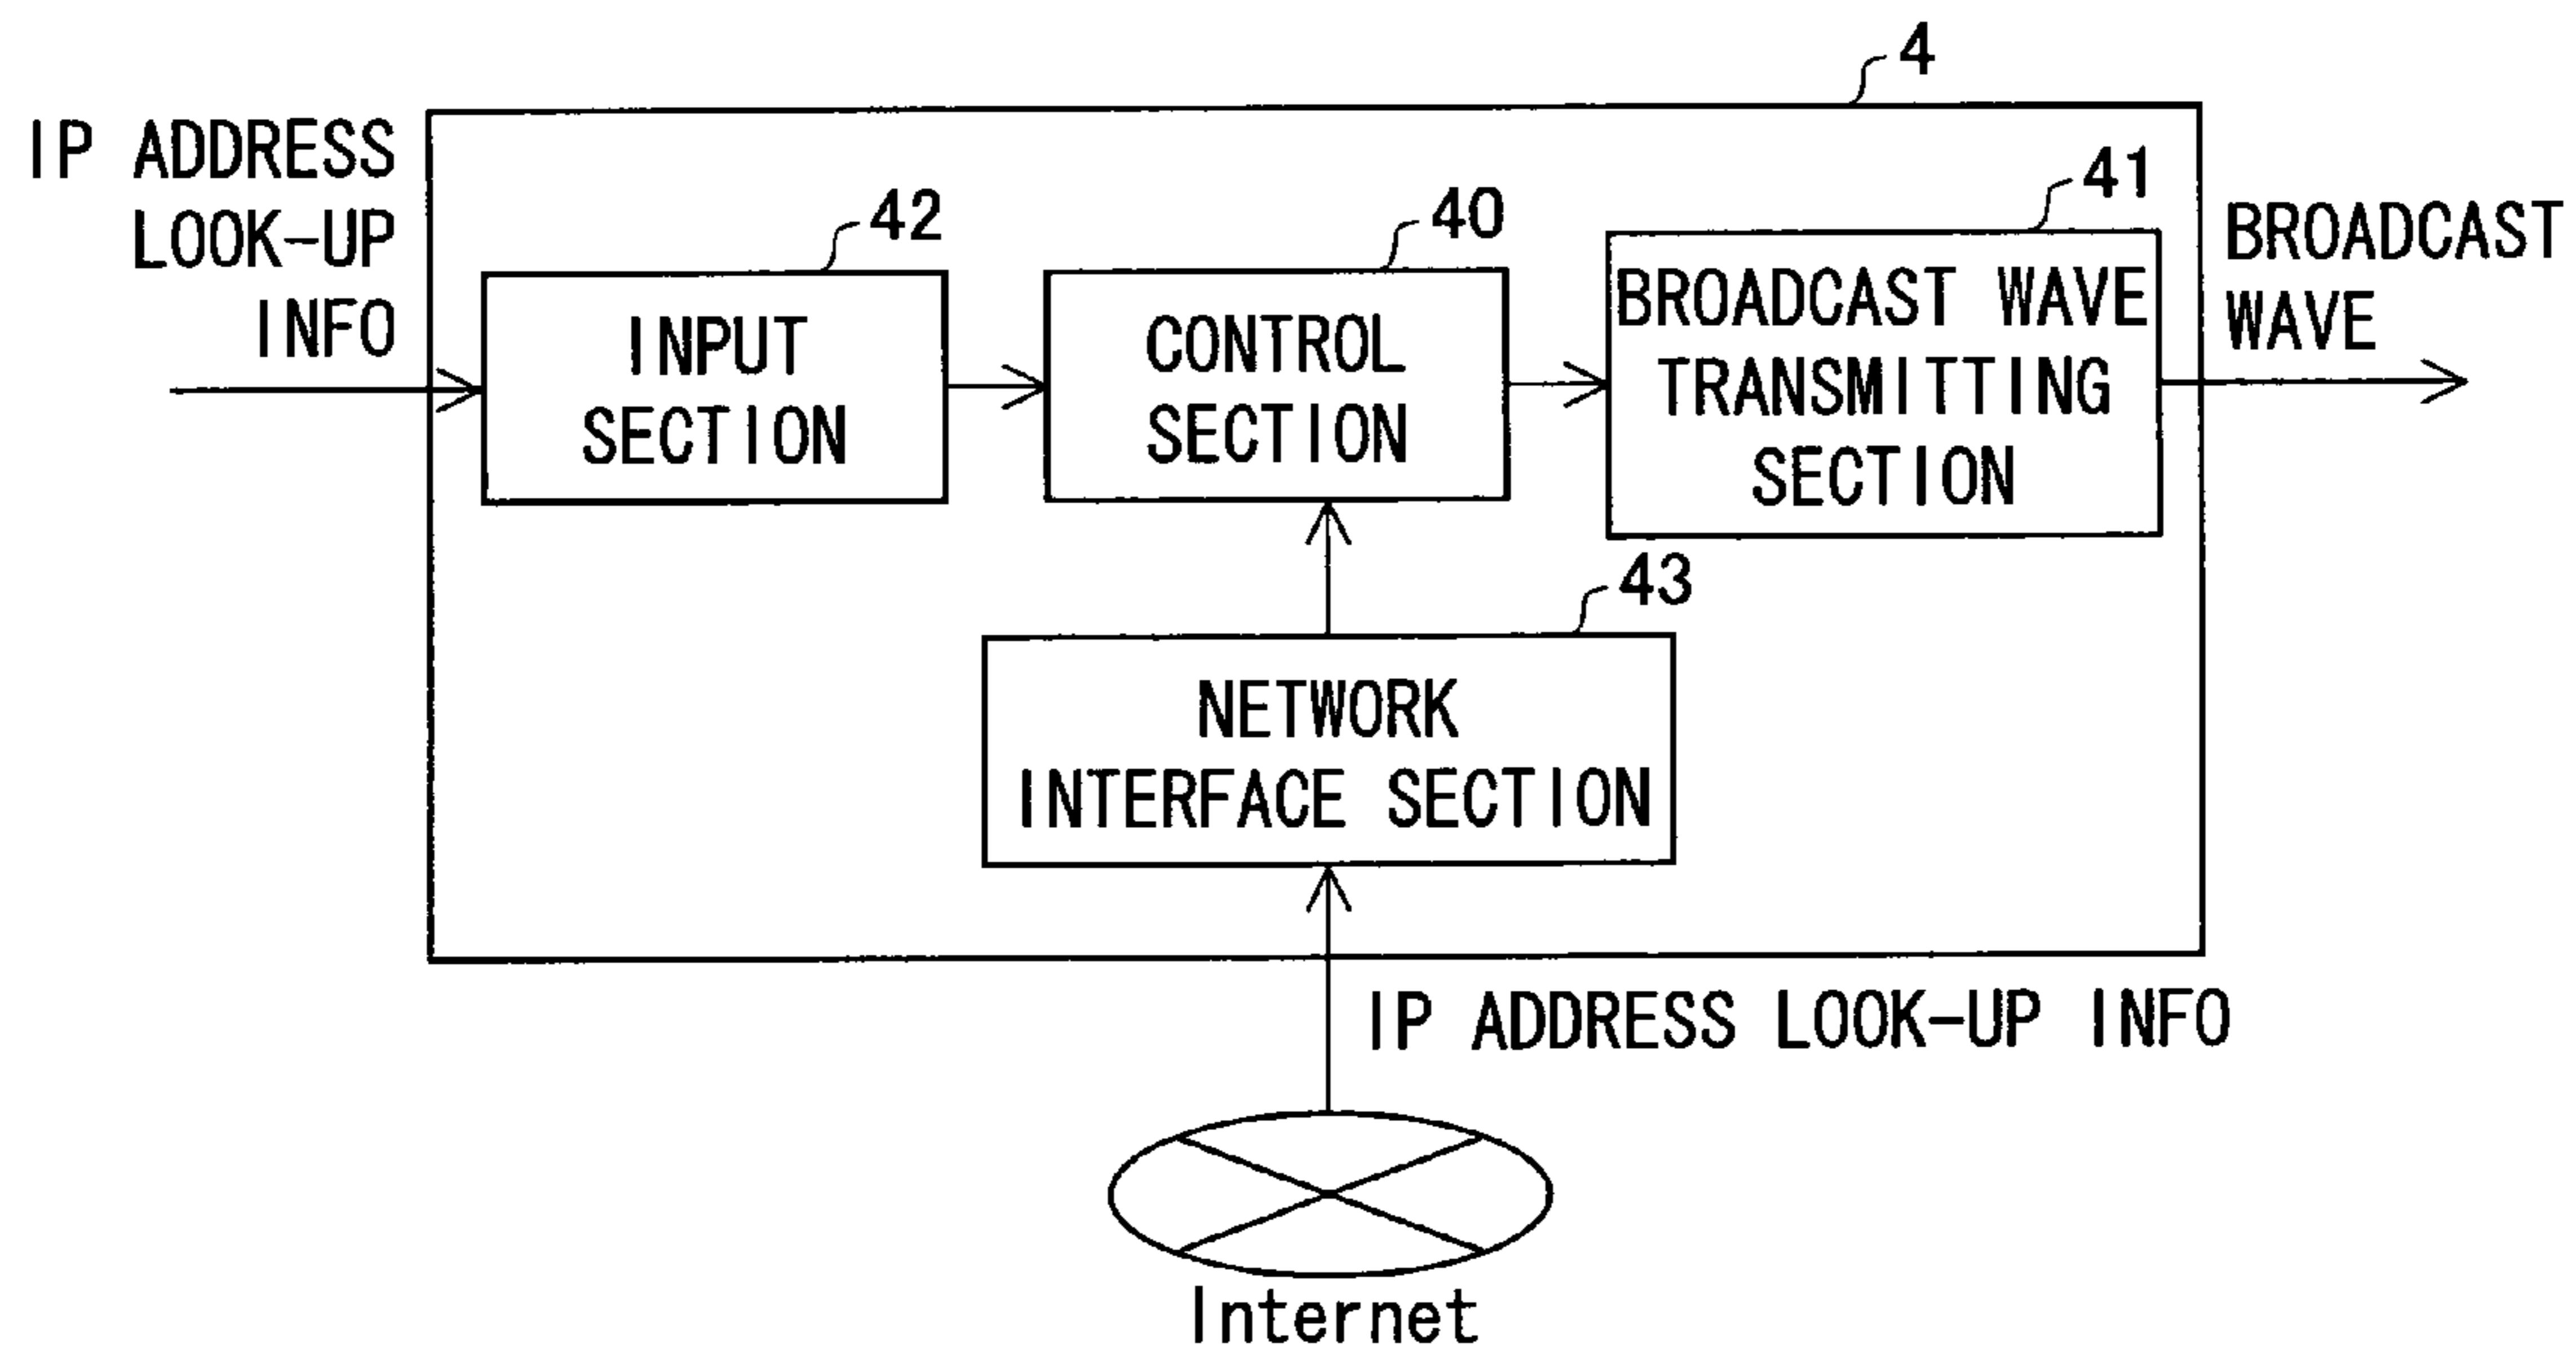 4
IP ADDRESS
LOOK-UP
INFO
42
INPUT
SECTION
40
CONTROL
SECTION
41
BROADCAST WAVE
TRANSMITTING
SECTION
BROADCAST
WAVE
43
NETWORK
INTERFACE SECTION
IP ADDRESS LOOK-UP INFO
Internet